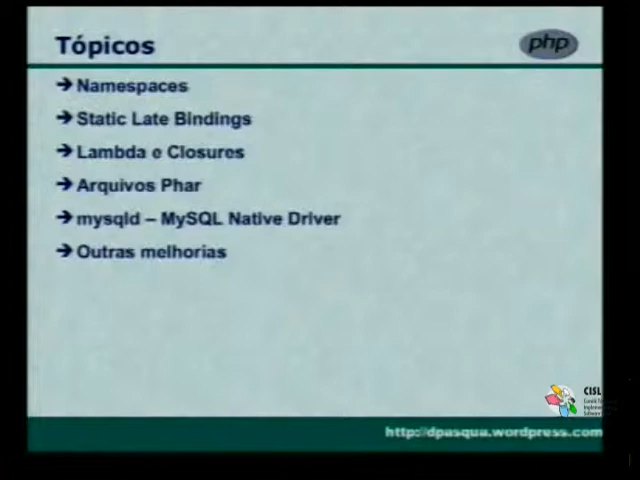 Tópicos
php
Namespaces
Static Late Bindings
Lambda e Closures
Arquivos Phar
mysqld – MySQL Native Driver
Outras melhorias
CISL
http://dpasqua.wordpress.com